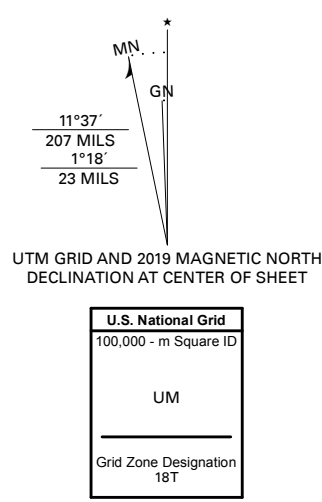 ★
MN
GN
11°37´
207 MILS
1°18´
23 MILS
UTM GRID AND 2019 MAGNETIC NORTH
DECLINATION AT CENTER OF SHEET
U.S. National Grid
100,000 - m Square ID
UM
Grid Zone Designation
18T